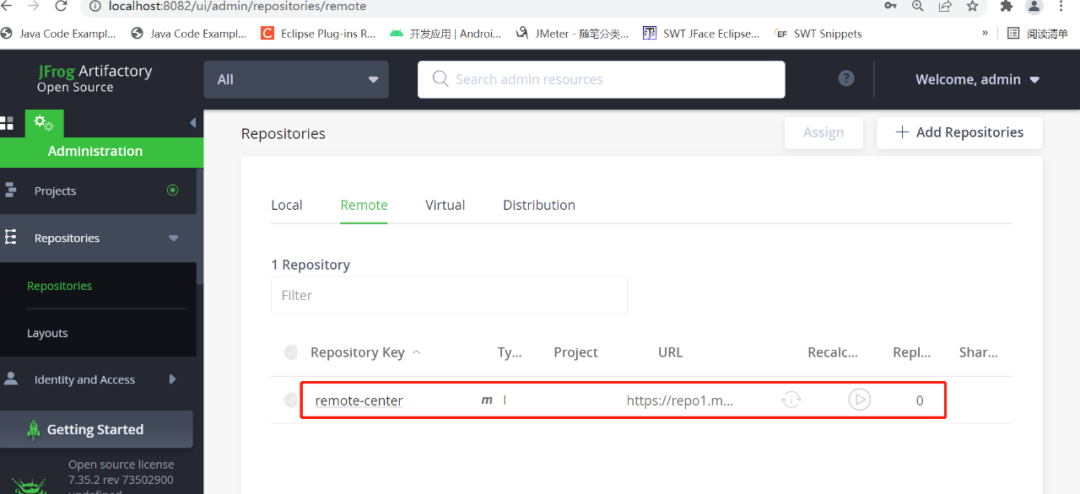 localhost:8082/ui/admin/repositories/remote
Java Code Exampl...
Java Code Exampl...
Eclipse Plug-ins R...
开发应用 | Androi...
JMeter - 随笔分类...
SWT JFace Eclipse...
EF SWT Snippets
»
阅读清单
JFrog Artifactory
Open Source
All
Search admin resources
?
Welcome, admin
Administration
Projects
Repositories
Repositories
Layouts
Identity and Access
Getting Started
Open source license
7.35.2 rev 73502900
undefined
Repositories
Assign
+ Add Repositories
Local
Remote
Virtual
Distribution
1 Repository
Filter
Repository Key
Ty...
Project
URL
Recalc...
Repl...
Shar...
remote-center
m
https://repo1.m...
0